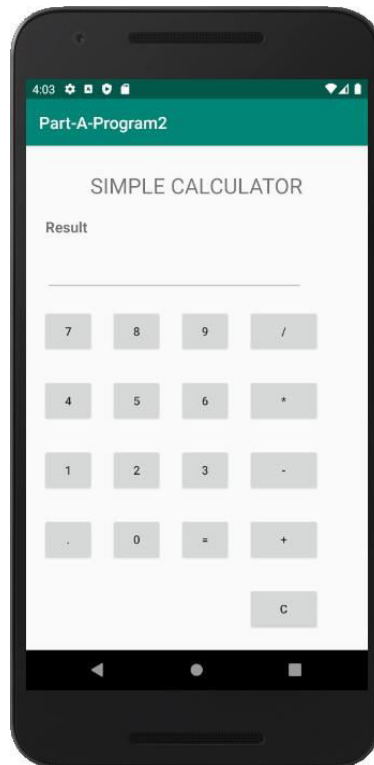 4:03
Part-A-Program2
SIMPLE CALCULATOR
Result
7 8 9 /
4 5 6 *
1 2 3 -
. 0 = +
C